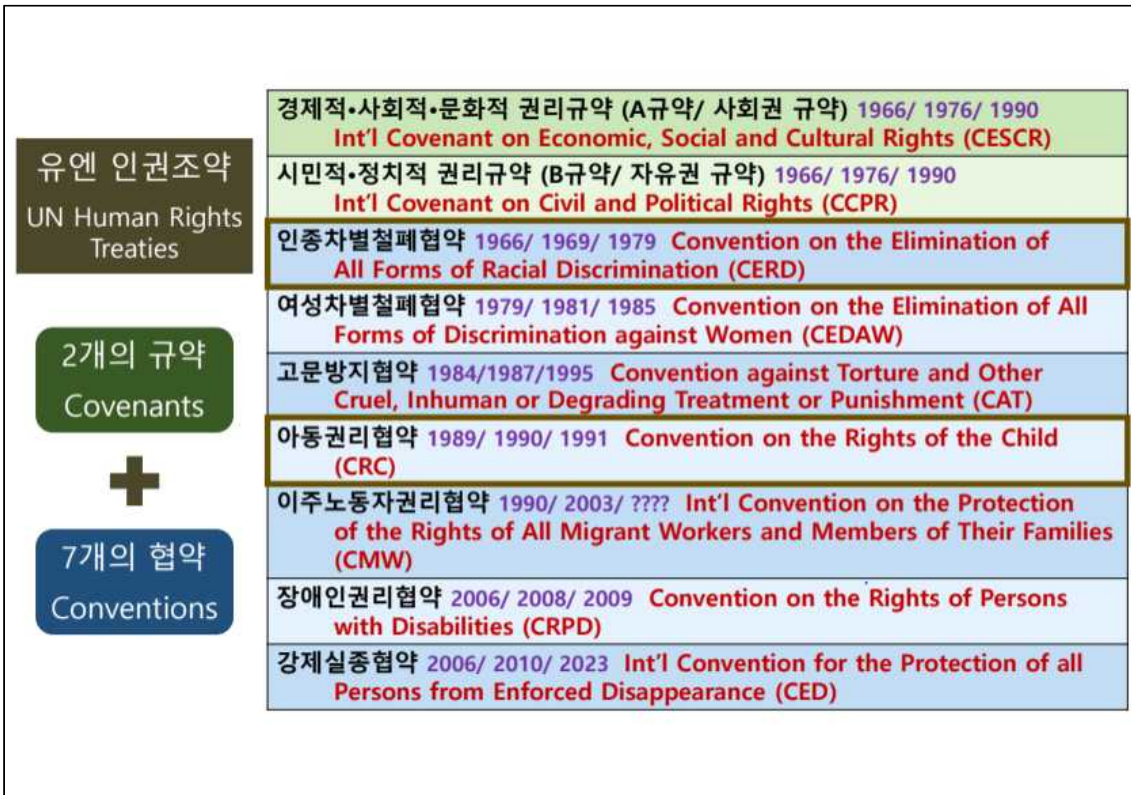 유엔 인권조약
UN Human Rights
Treaties
2개의 규약
Covenants
7개의 협약
Conventions
경제적•사회적•문화적 권리규약 (A규약/ 사회권 규약) 1966/ 1976/ 1990
Int'l Covenant on Economic, Social and Cultural Rights (CESCR)
시민적•정치적 권리규약 (B규약/ 자유권 규약) 1966/ 1976/ 1990
Int'l Covenant on Civil and Political Rights (CCPR)
인종차별철폐협약 1966/ 1969/ 1979 Convention on the Elimination of
All Forms of Racial Discrimination (CERD)
여성차별철폐협약 1979/ 1981/ 1985 Convention on the Elimination of All
Forms of Discrimination against Women (CEDAW)
고문방지협약 1984/1987/1995 Convention against Torture and Other
Cruel, Inhuman or Degrading Treatment or Punishment (CAT)
아동권리협약 1989/ 1990/ 1991 Convention on the Rights of the Child
(CRC)
이주노동자권리협약 1990/ 2003/ ???? Int'l Convention on the Protection
of the Rights of All Migrant Workers and Members of Their Families
(CMW)
장애인권리협약 2006/ 2008/ 2009 Convention on the Rights of Persons
with Disabilities (CRPD)
강제실종협약 2006/ 2010/ 2023 Int'l Convention for the Protection of all
Persons from Enforced Disappearance (CED)